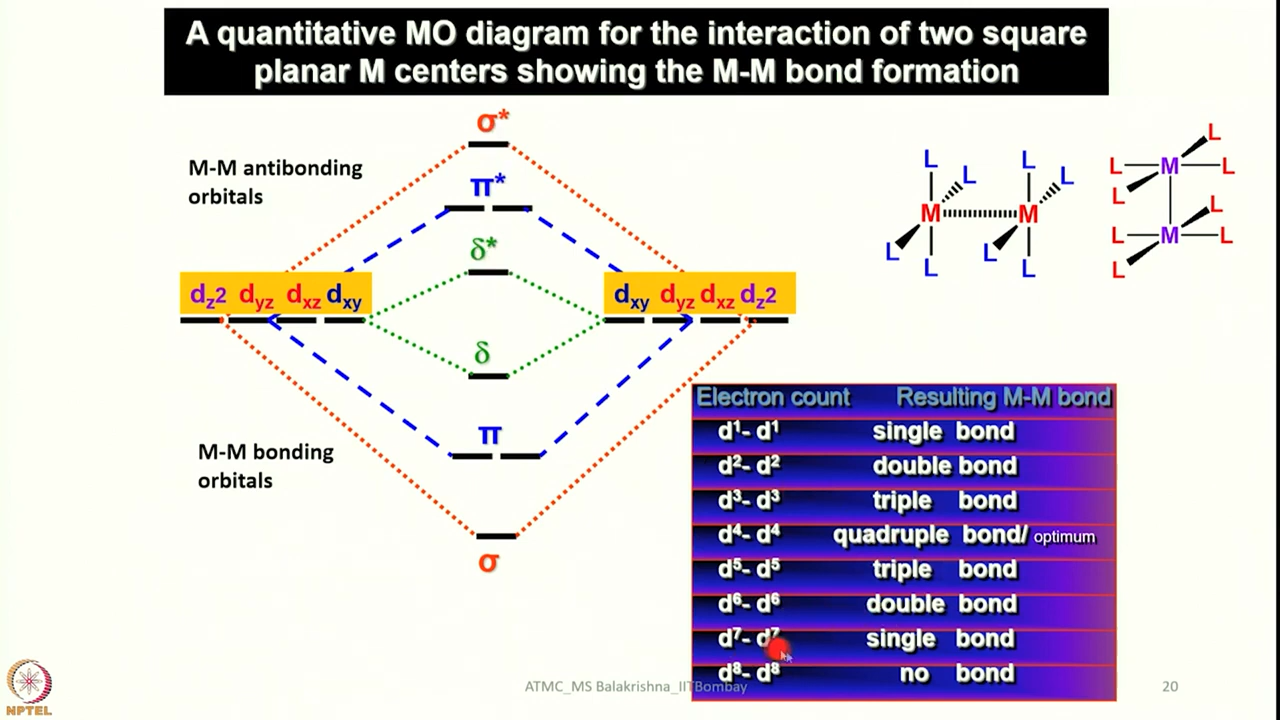 A quantitative MO diagram for the interaction of two square
planar M centers showing the M-M bond formation
σ*
M-M antibonding
orbitals
π*
δ*
dz2 dyz dxz dxy
dxy dyz dxz dz2
δ
π
M-M bonding
orbitals
σ
L L L L
M M
L L L L
L
L M L
L
L
L M L
L
Electron count Resulting M-M bond
d1- d1 single bond
d2- d2 double bond
d3- d3 triple bond
d4- d4 quadruple bond/ optimum
d5- d5 triple bond
d6- d6 double bond
d7- d7 single bond
d8- d8 no bond
ATMC_MS Balakrishna_IITBombay
20
NPTEL